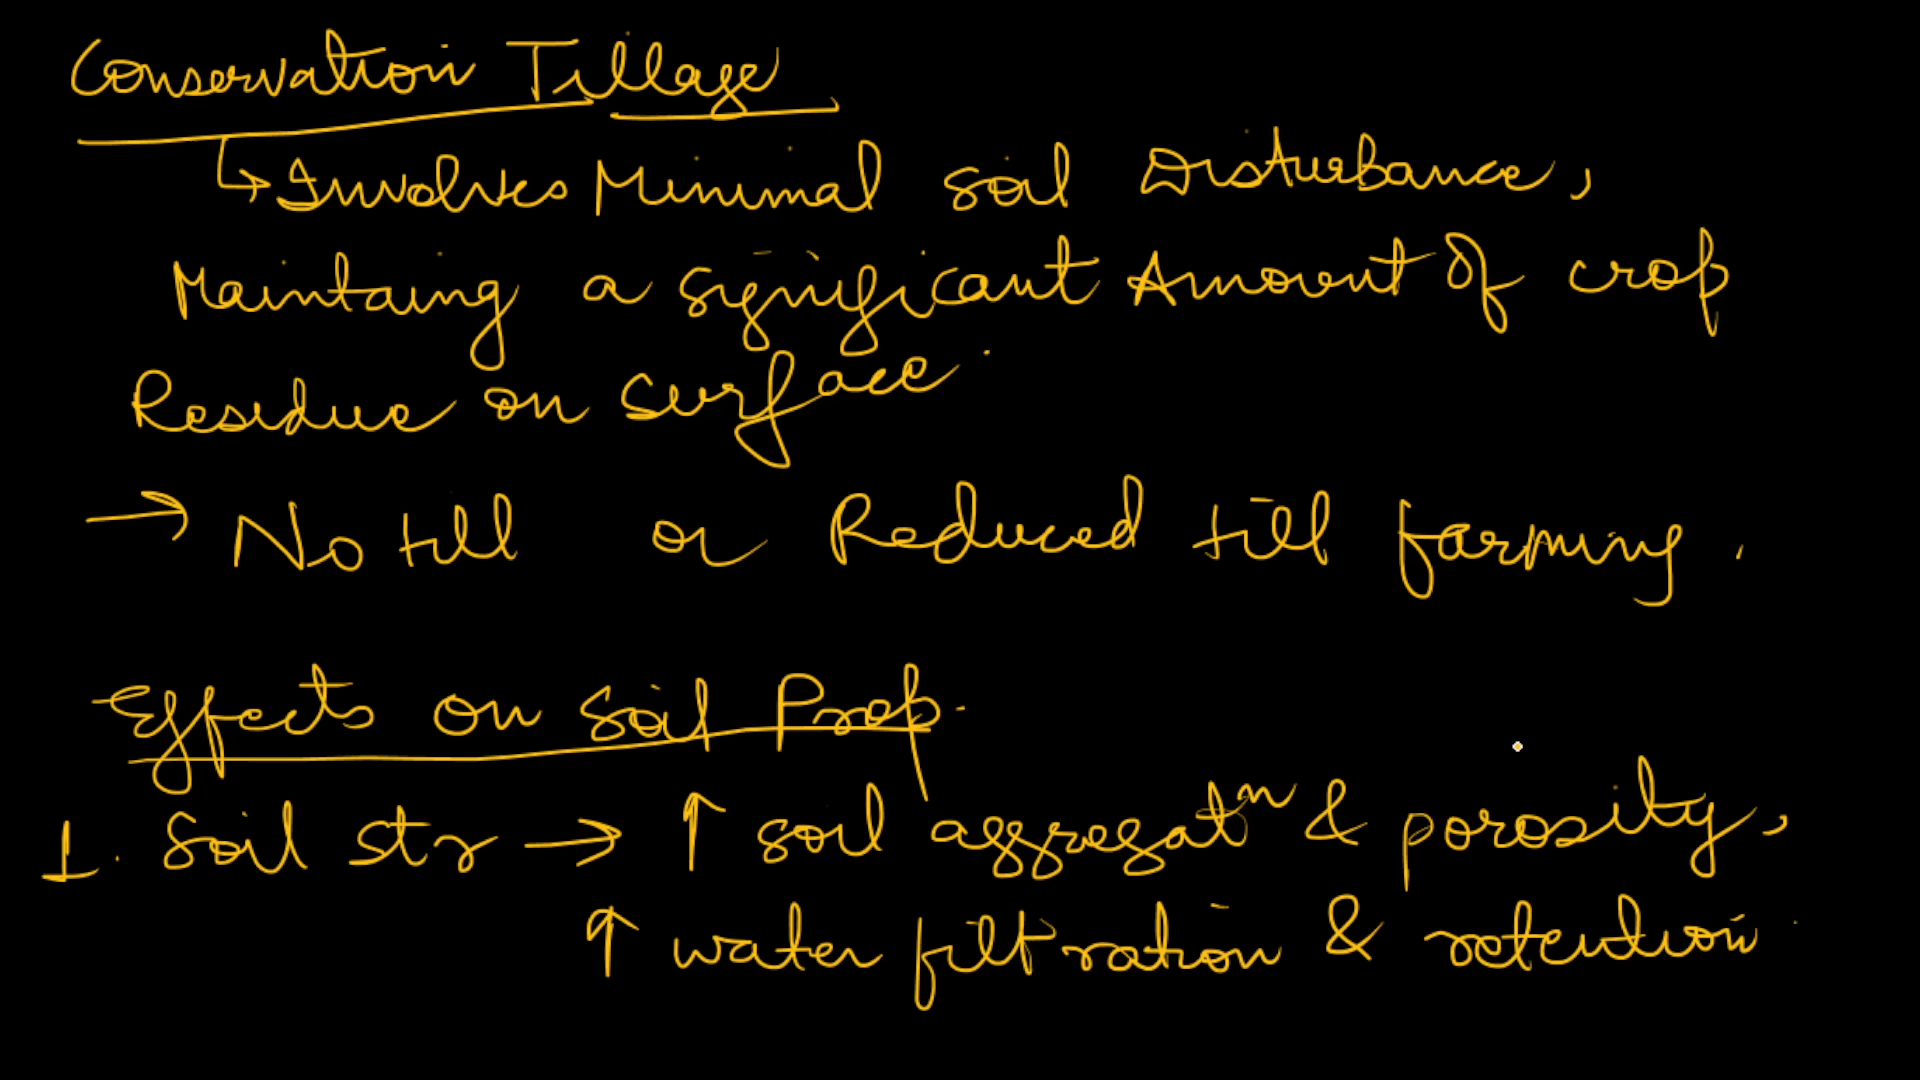 Conservation Tillage
↳ Involves Minimal soil Disturbance,
Maintaing a significant Amount Of crop
Residue on surface.
→ No till or Reduced till farming.
Effects on Soil Prop.
1. Soil str → ↑ soil aggregatⁿ & porosity,
↑ water filtration & retention.